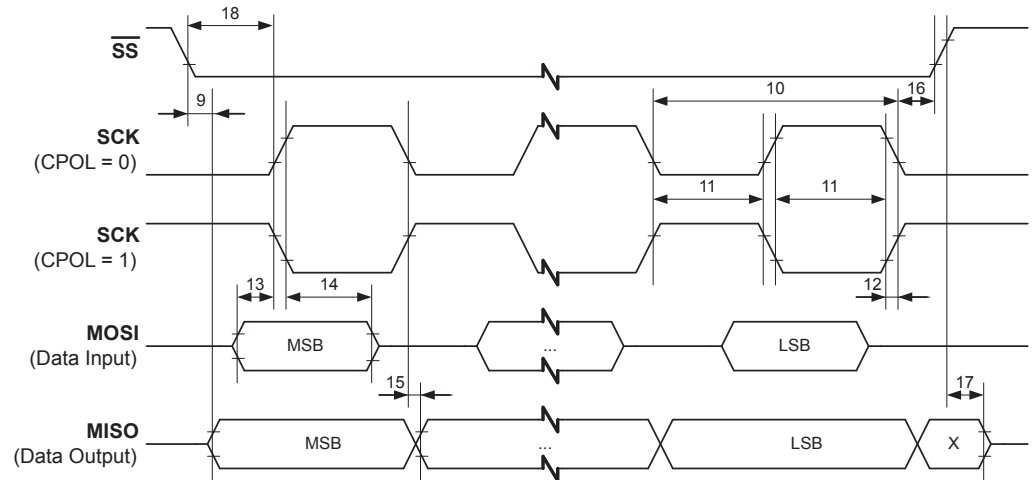 18
SS
9
10
16
SCK
(CPOL = 0)
11
11
SCK
(CPOL = 1)
13
14
12
MOSI
(Data Input)
MSB
...
LSB
15
17
MISO
(Data Output)
MSB
...
LSB
X